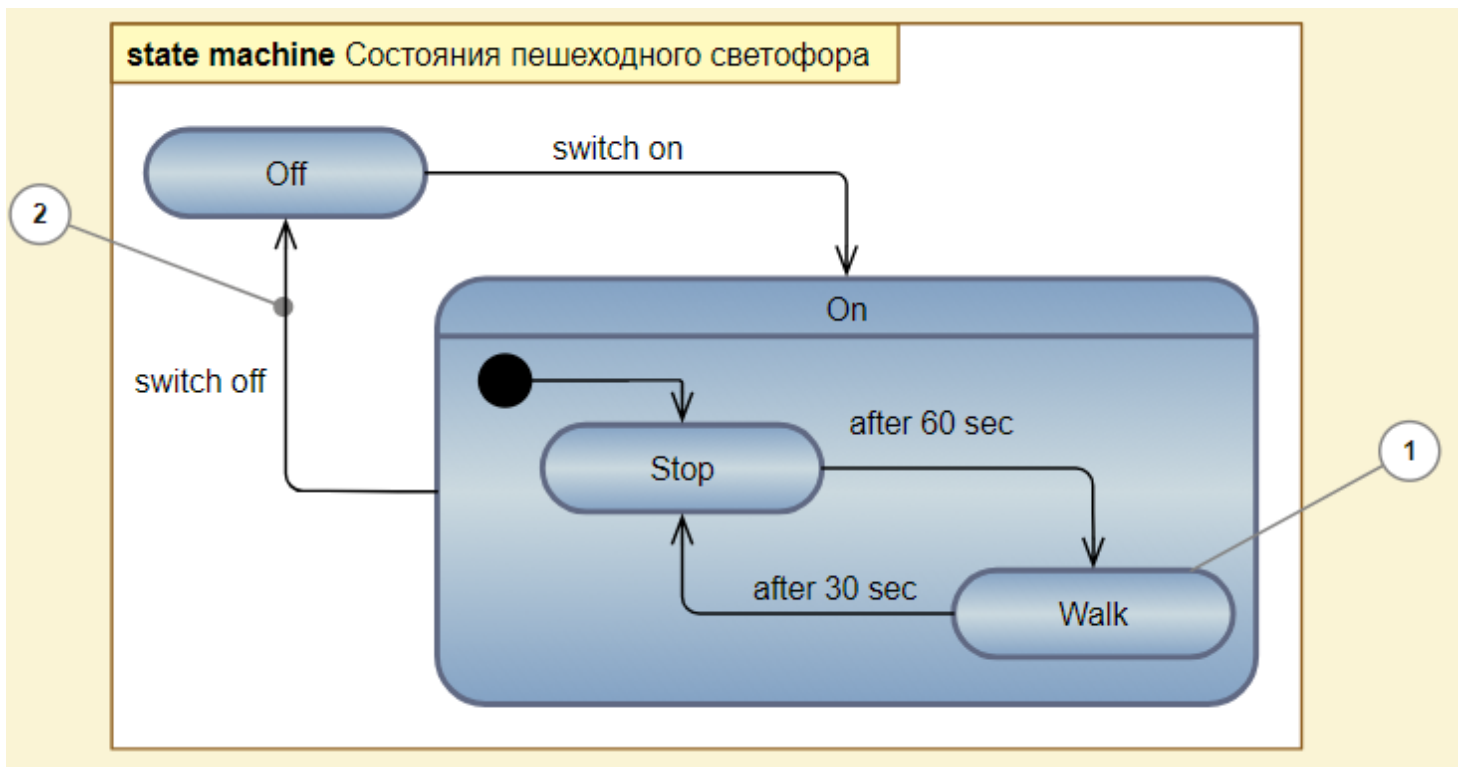 state machine Состояния пешеходного светофора
switch on
Off
2
On
switch off
after 60 sec
1
Stop
after 30 sec
Walk